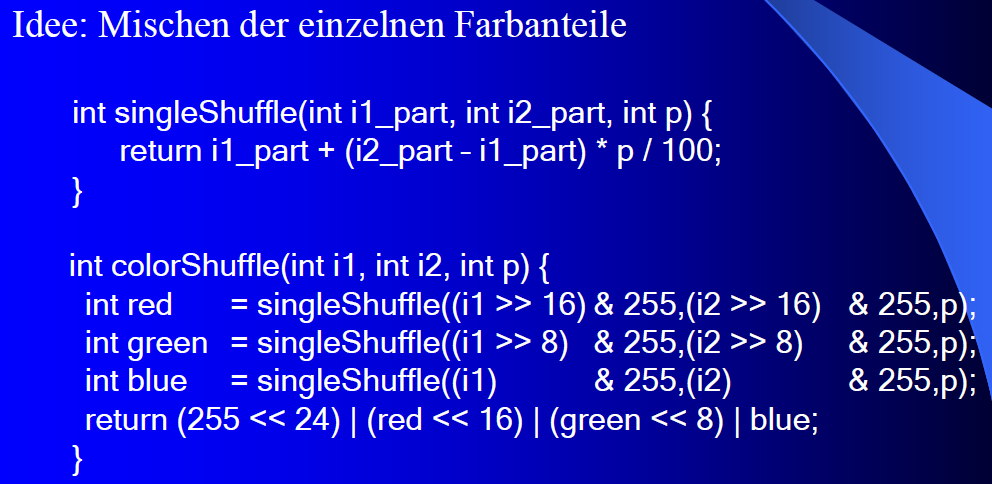 Idee: Mischen der einzelnen Farbanteile
int singleShuffle(int i1_part, int i2_part, int p) {
return i1_part + (i2_part - i1_part) * p / 100;
}
int colorShuffle(int i1, int i2, int p) {
int red = singleShuffle((i1 >> 16) & 255,(i2 >> 16) & 255,p);
int green = singleShuffle((i1 >> 8) & 255,(i2 >> 8) & 255,p);
int blue = singleShuffle((i1) & 255,(i2) & 255,p);
return (255 << 24) | (red << 16) | (green << 8) | blue;
}